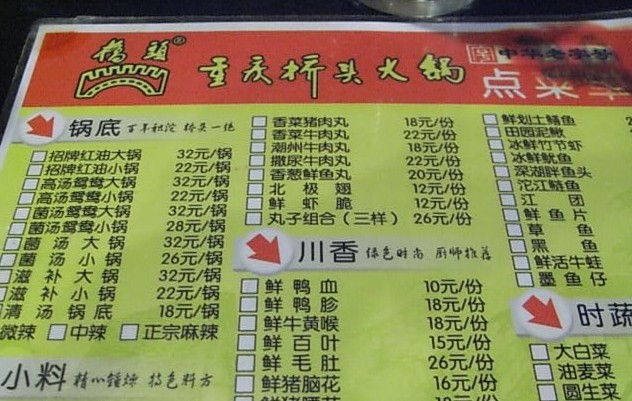 橋頭®
重庆桥头火锅
中华老字号
点菜单
锅底 百年积淀 桥头一绝
招牌红油大锅 32元/锅
招牌红油小锅 22元/锅
高汤鸳鸯大锅 32元/锅
高汤鸳鸯小锅 22元/锅
菌汤鸳鸯大锅 32元/锅
菌汤鸳鸯小锅 28元/锅
菌汤大锅 32元/锅
菌汤小锅 26元/锅
滋补大锅 32元/锅
滋补小锅 22元/锅
清汤锅底 18元/锅
微辣 中辣 正宗麻辣
小料 精心锤炼 特色料方
香菜猪肉丸 18元/份
香菜牛肉丸 22元/份
潮州牛肉丸 18元/份
撒尿牛肉丸 22元/份
香葱鲜鱼丸 20元/份
北极翅 12元/份
鲜虾脆 12元/份
丸子组合（三样） 26元/份
川香 绿色时尚 厨师推荐
鲜鸭血 10元/份
鲜鸭胗 18元/份
鲜牛黄喉 18元/份
鲜百叶 15元/份
鲜毛肚 26元/份
鲜猪脑花 16元/份
鲜划土鳝鱼
田园泥鳅
冰鲜竹节虾
冰鲜鱿鱼
深湖胖鱼头
沱江鲢鱼
江团
鲜鱼片
草鱼
黑鱼
鲜活牛蛙
墨鱼仔
时蔬
大白菜
油麦菜
圆生菜